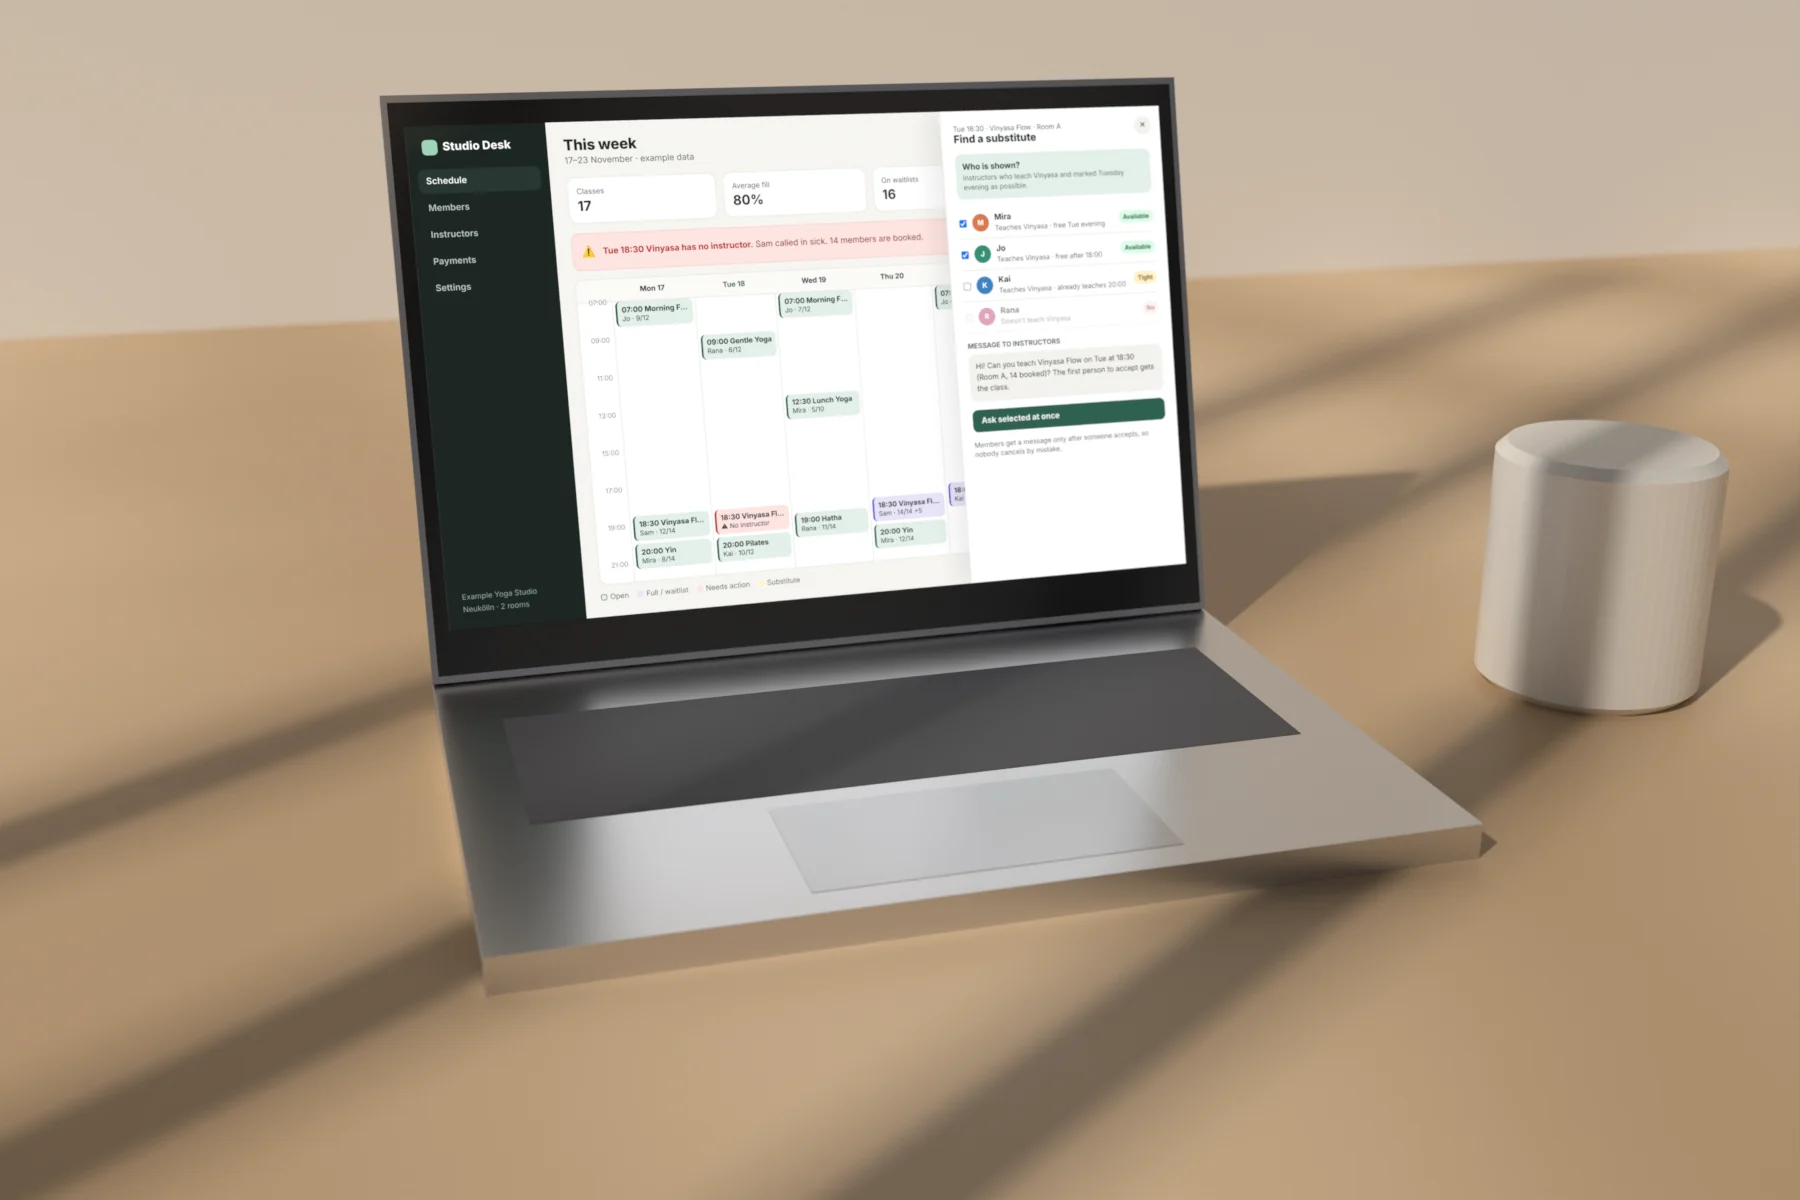 Studio Desk
Schedule
Members
Instructors
Payments
Settings
Example Yoga Studio
Neukölln · 2 rooms
This week
17–23 November · example data
Classes
17
Average fill
80%
On waitlists
16
⚠️ Tue 18:30 Vinyasa has no instructor. Sam called in sick. 14 members are booked.
Mon 17
Tue 18
Wed 19
Thu 20
07:00
09:00
11:00
13:00
15:00
17:00
19:00
21:00
07:00 Morning F...
Jo · 9/12
18:30 Vinyasa Fl...
Sam · 12/14
20:00 Yin
Mira · 8/14
09:00 Gentle Yoga
Rana · 6/12
18:30 Vinyasa Fl...
▲ No instructor
20:00 Pilates
Kai · 10/12
07:00 Morning F...
Jo · 7/12
12:30 Lunch Yoga
Mira · 5/10
19:00 Hatha
Rana · 11/14
18:30 Vinyasa Fl...
Sam · 14/14 +5
20:00 Yin
Mira · 12/14
07:
Jo ·
18:
Kai
Open
Full / waitlist
Needs action
Substitute
Tue 18:30 · Vinyasa Flow · Room A
Find a substitute
×
Who is shown?
Instructors who teach Vinyasa and marked Tuesday
evening as possible.
M
Mira
Teaches Vinyasa · free Tue evening
Available
J
Jo
Teaches Vinyasa · free after 18:00
Available
K
Kai
Teaches Vinyasa · already teaches 20:00
Tight
R
Rana
Doesn't teach Vinyasa
No
MESSAGE TO INSTRUCTORS
Hi! Can you teach Vinyasa Flow on Tue at 18:30
(Room A, 14 booked)? The first person to accept gets
the class.
Ask selected at once
Members get a message only after someone accepts, so
nobody cancels by mistake.